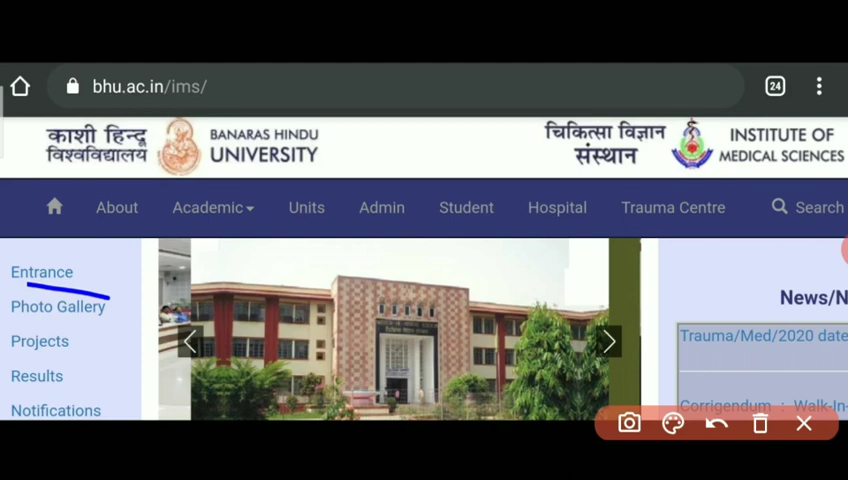 24
bhu.ac.in/ims/
काशी हिन्दू
विश्वविद्यालय
BANARAS HINDU
UNIVERSITY
चिकित्सा विज्ञान
संस्थान
INSTITUTE OF
MEDICAL SCIENCES
About
Academic
Units
Admin
Student
Hospital
Trauma Centre
Search
Entrance
Photo Gallery
Projects
Results
Notifications
News/N
Trauma/Med/2020 date
Corrigendum : Walk-In-